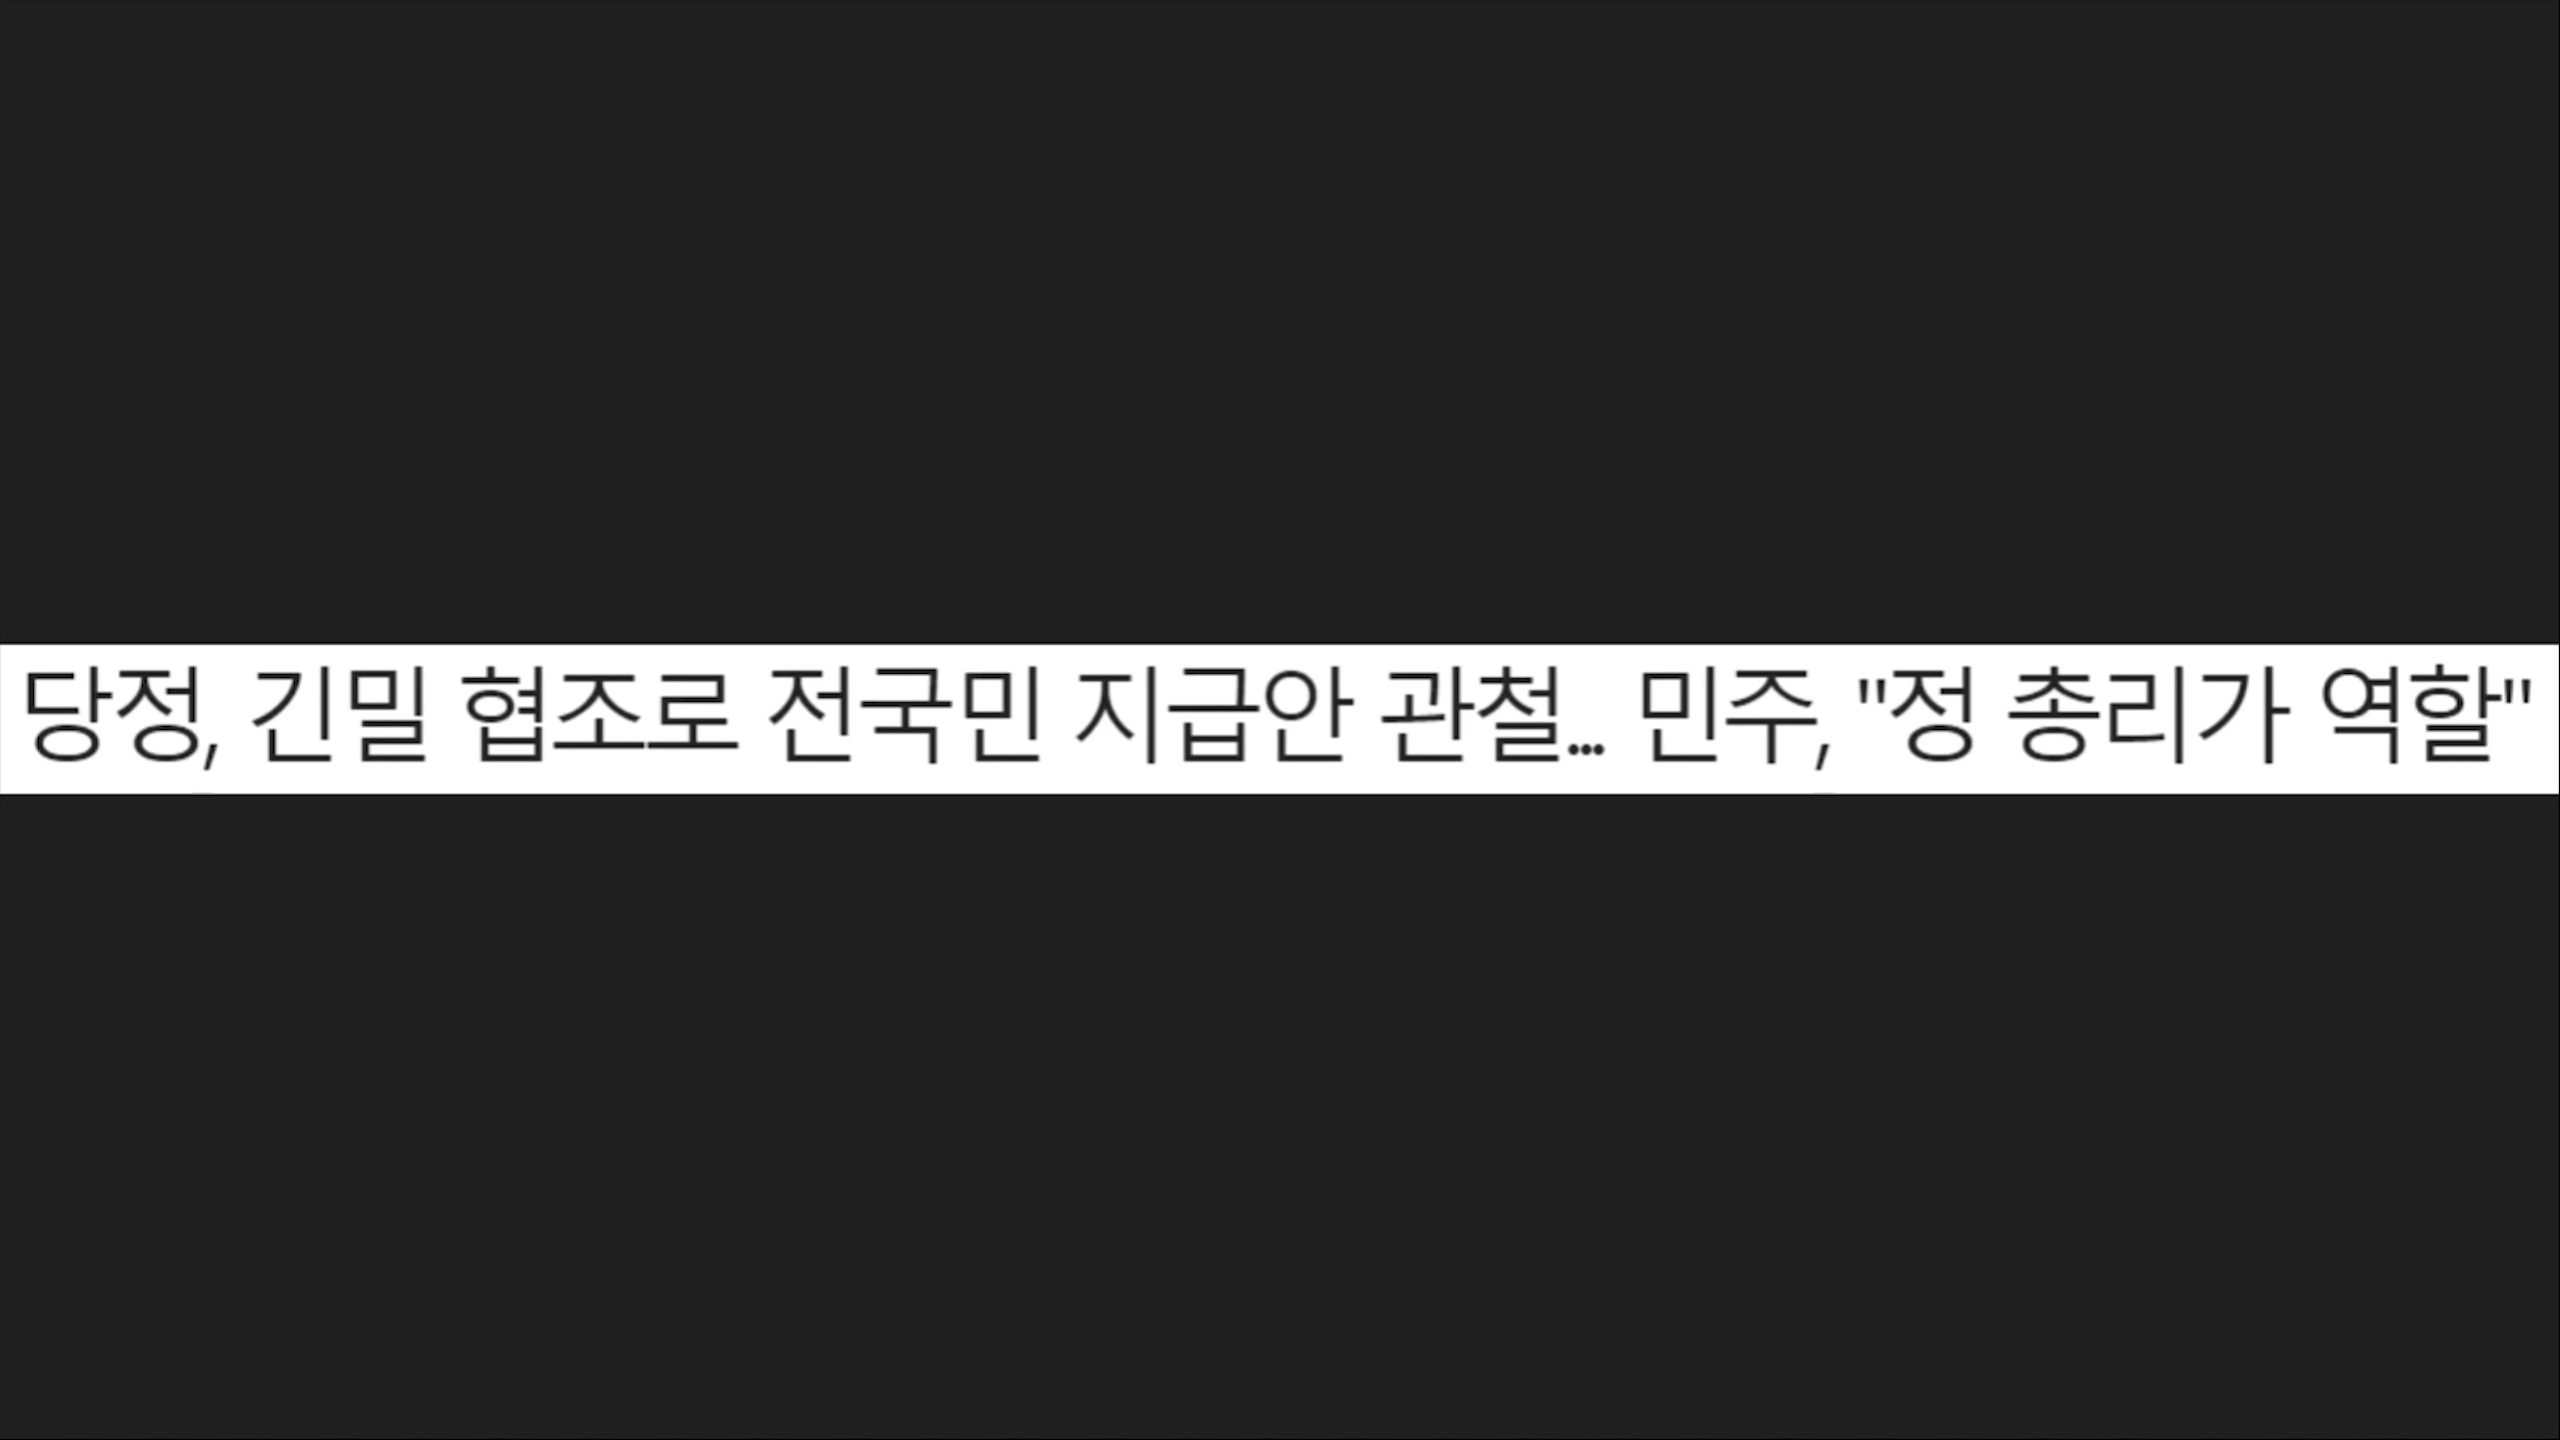 당정, 긴밀 협조로 전국민 지급안 관철... 민주, "정 총리가 역할"